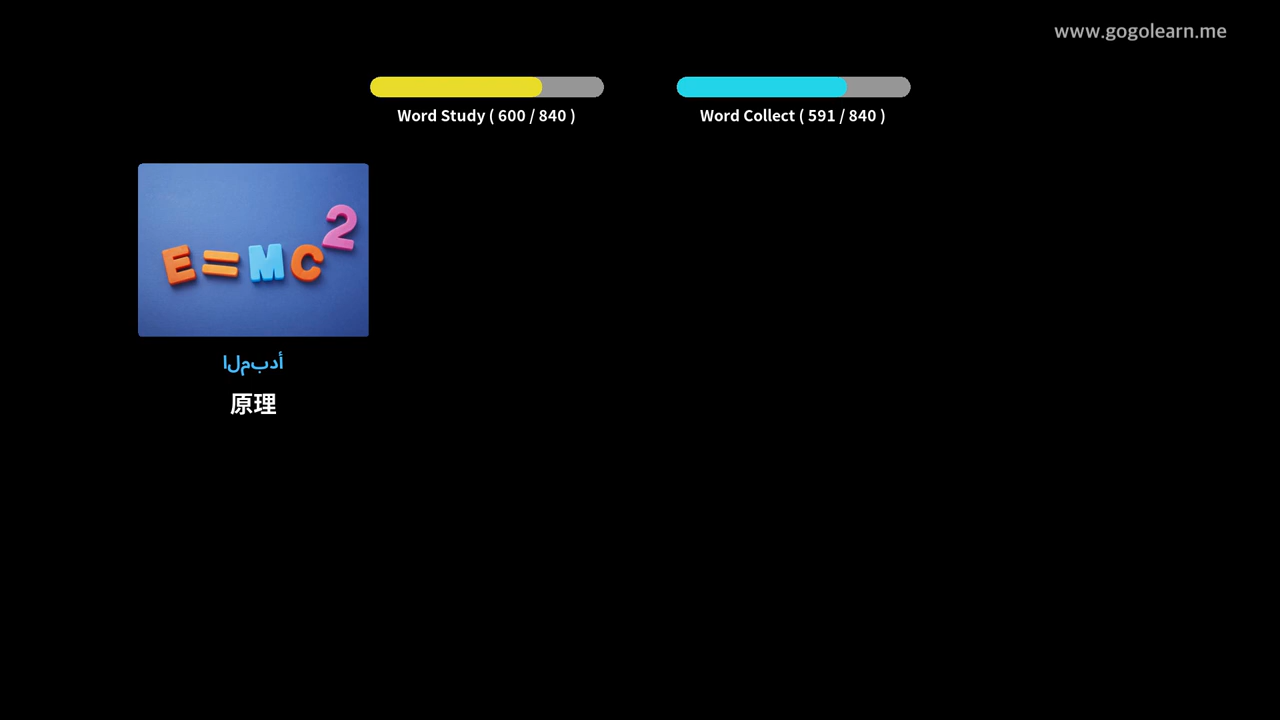 www.gogolearn.me
Word Study ( 600 / 840 )
Word Collect ( 591 / 840 )
E=MC2
المبدأ
原理